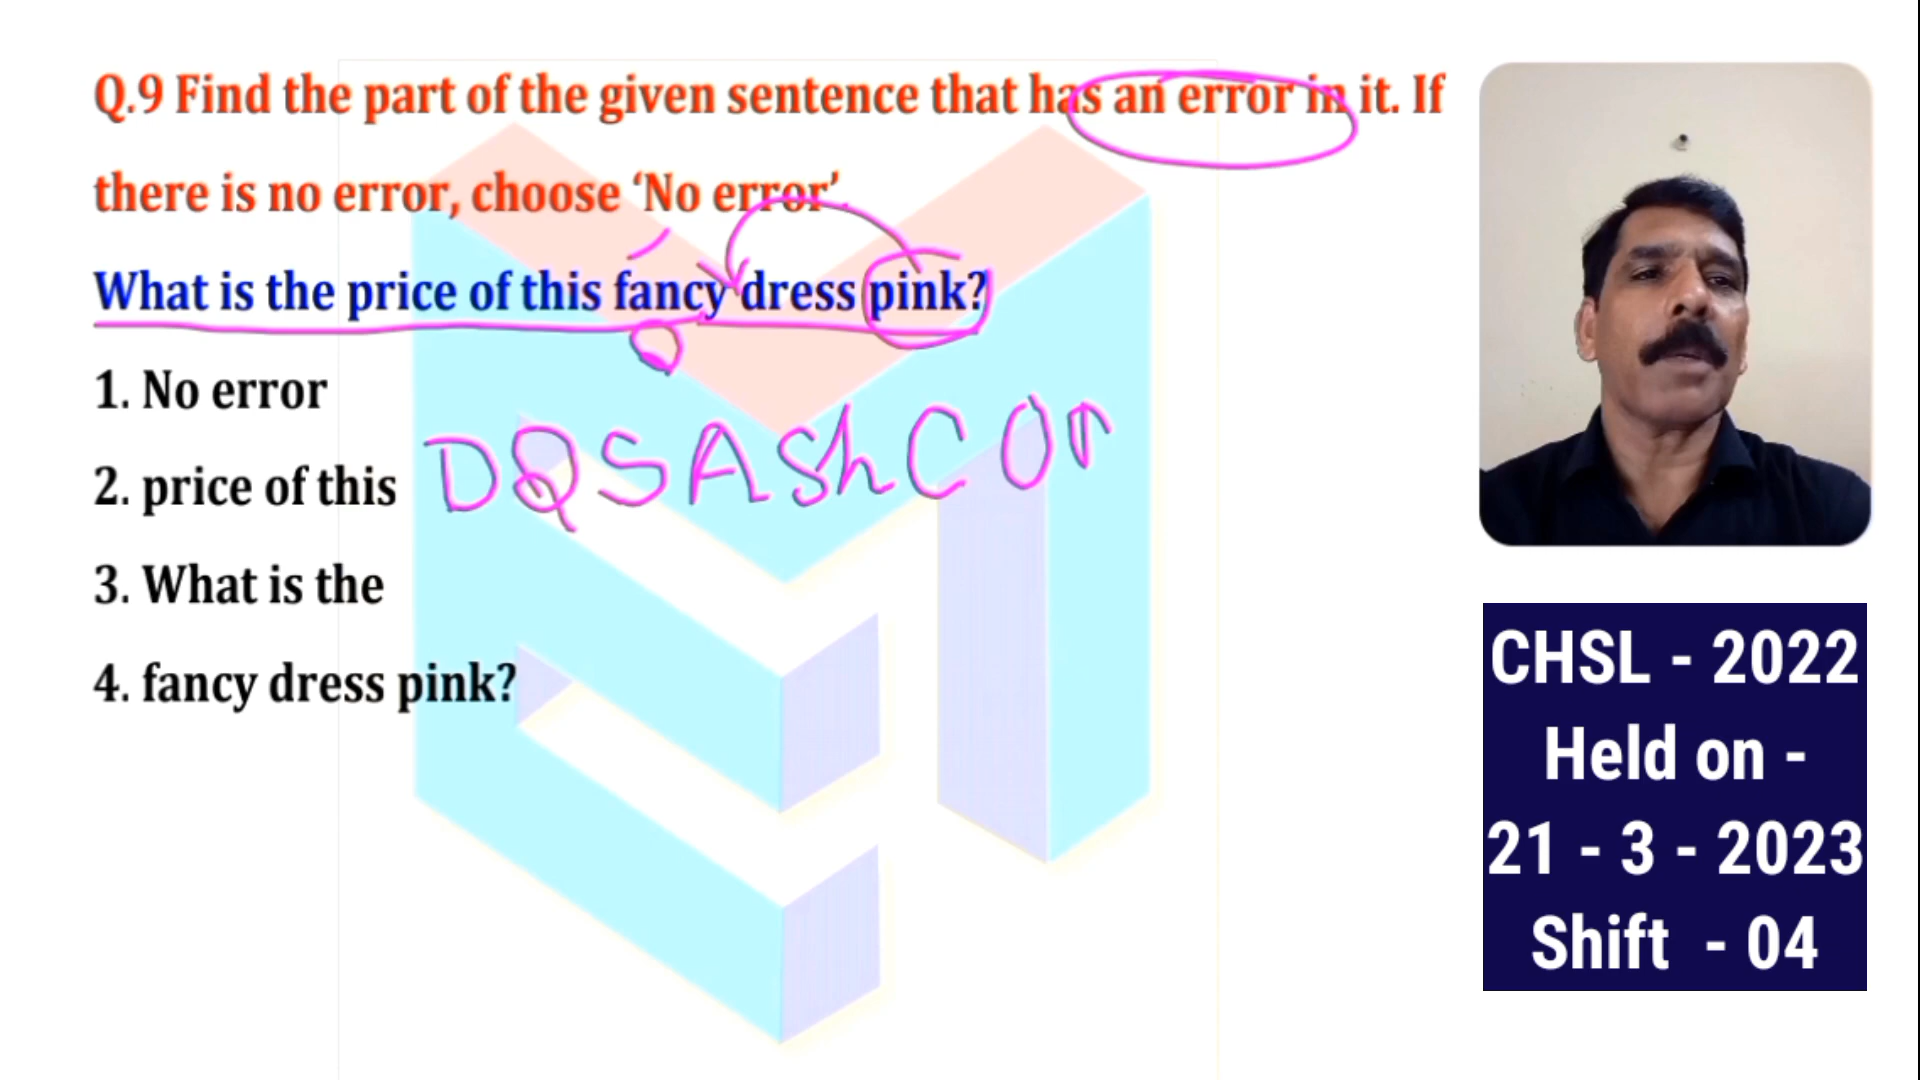 Q.9 Find the part of the given sentence that has an error in it. If
there is no error, choose ‘No error’.
What is the price of this fancy dress pink?
1. No error
2. price of this
3. What is the
4. fancy dress pink?
DQSAShCO
CHSL - 2022
Held on -
21 - 3 - 2023
Shift - 04